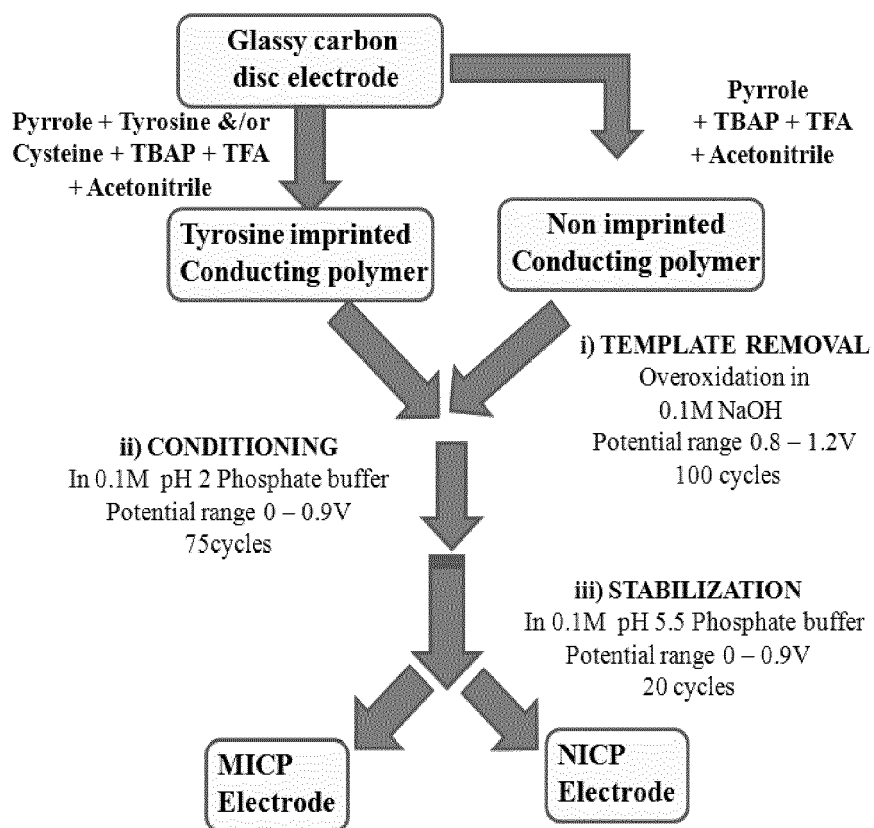 Glassy carbon
disc electrode
Pyrrole + Tyrosine &/or
Cysteine + TBAP + TFA
+ Acetonitrile
Pyrrole
+ TBAP + TFA
+ Acetonitrile
Tyrosine imprinted
Conducting polymer
Non imprinted
Conducting polymer
i) TEMPLATE REMOVAL
Overoxidation in
0.1M NaOH
Potential range 0.8 – 1.2V
100 cycles
ii) CONDITIONING
In 0.1M pH 2 Phosphate buffer
Potential range 0 – 0.9V
75cycles
iii) STABILIZATION
In 0.1M pH 5.5 Phosphate buffer
Potential range 0 – 0.9V
20 cycles
MICP
Electrode
NICP
Electrode